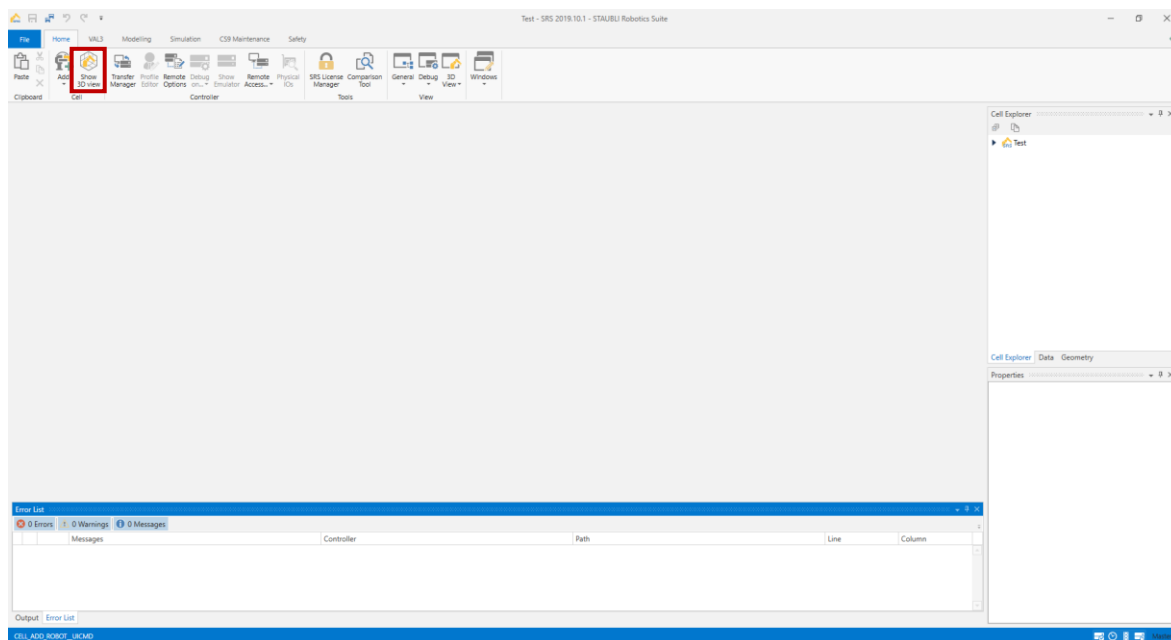 Test - SRS 2019.10.1 - STAUBLI Robotics Suite
File Home VAL3 Modelling Simulation CS9 Maintenance Safety
Paste Add Show 3D view Transfer Manager Profile Editor Remote Options Debug on... Show Emulator Remote Access... Physical IOs SRS License Manager Comparison Tool General Debug 3D View Windows
Clipboard Cell Controller Tools View
Cell Explorer
Test
Cell Explorer Data Geometry
Properties
Error List
0 Errors 0 Warnings 0 Messages
Messages Controller Path Line Column
Output Error List
CELL_ADD_ROBOT_UICMD